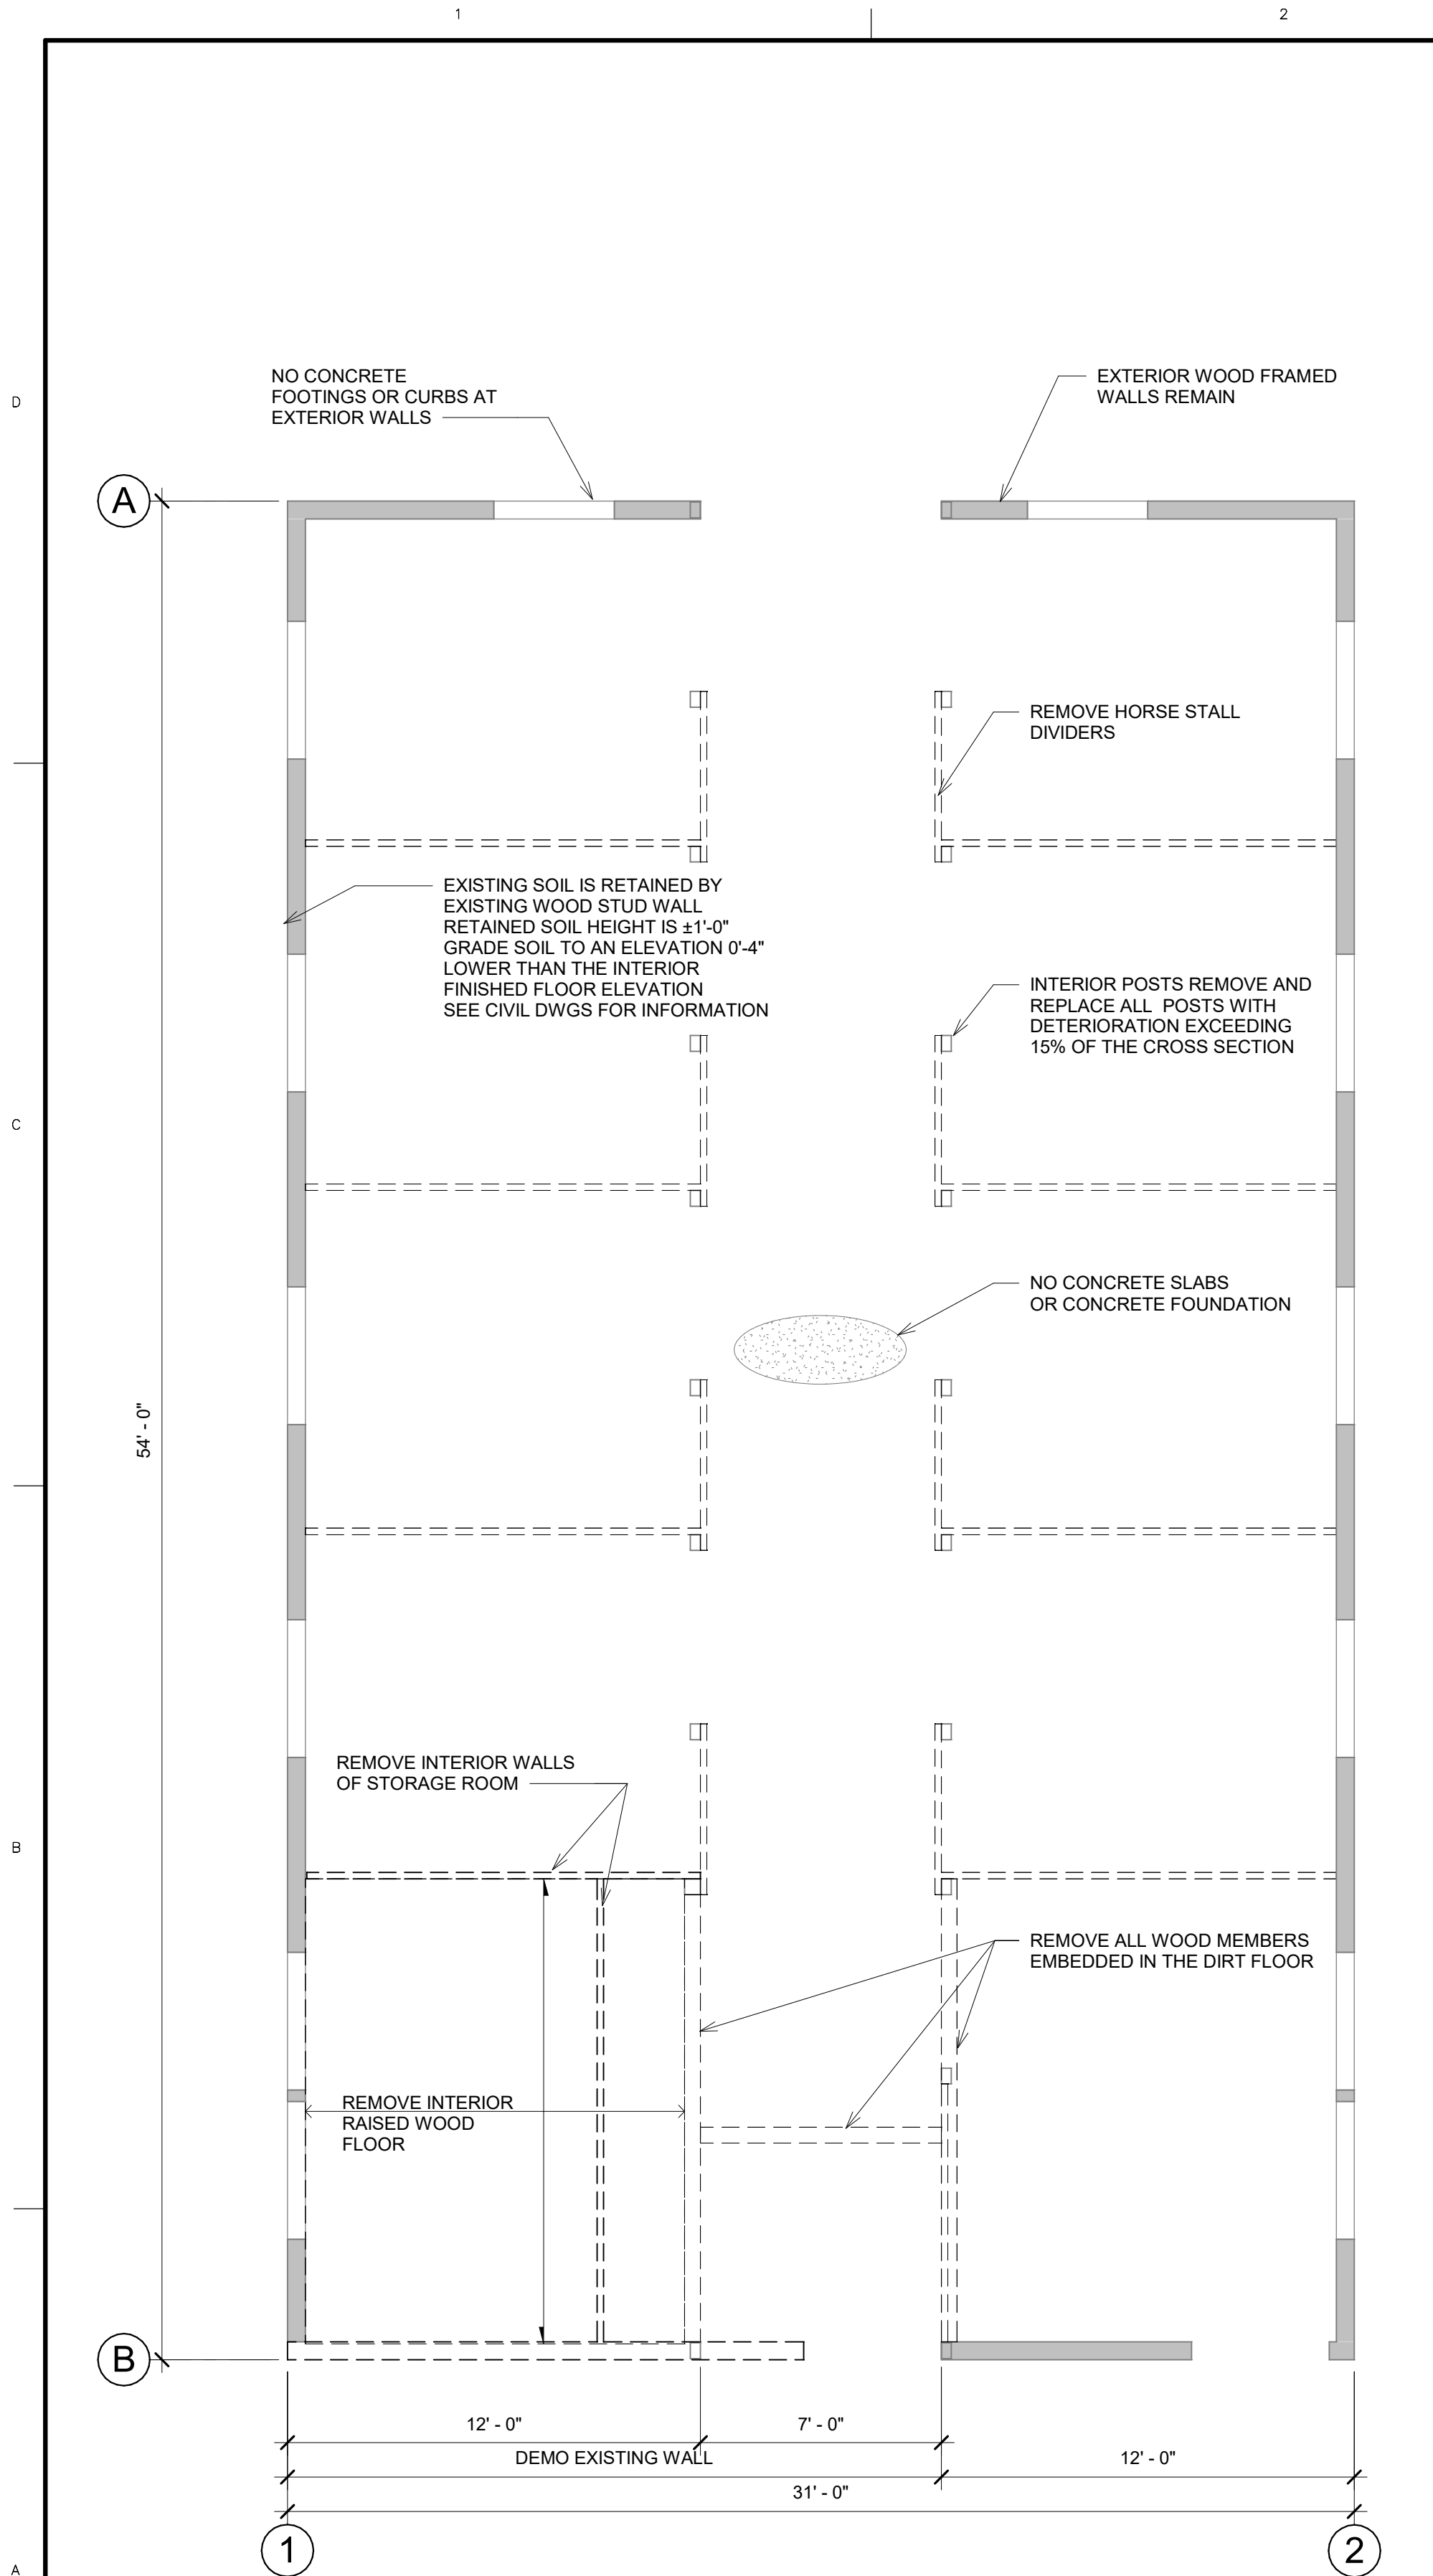 1
2
NO CONCRETE
FOOTINGS OR CURBS AT
EXTERIOR WALLS
EXTERIOR WOOD FRAMED
WALLS REMAIN
D
A
REMOVE HORSE STALL
DIVIDERS
EXISTING SOIL IS RETAINED BY
EXISTING WOOD STUD WALL
RETAINED SOIL HEIGHT IS ±1'-0"
GRADE SOIL TO AN ELEVATION 0'-4"
LOWER THAN THE INTERIOR
FINISHED FLOOR ELEVATION
SEE CIVIL DWGS FOR INFORMATION
INTERIOR POSTS REMOVE AND
REPLACE ALL POSTS WITH
DETERIORATION EXCEEDING
15% OF THE CROSS SECTION
C
NO CONCRETE SLABS
OR CONCRETE FOUNDATION
54' - 0"
REMOVE INTERIOR WALLS
OF STORAGE ROOM
B
REMOVE ALL WOOD MEMBERS
EMBEDDED IN THE DIRT FLOOR
REMOVE INTERIOR
RAISED WOOD
FLOOR
B
12' - 0"
7' - 0"
DEMO EXISTING WALL
12' - 0"
31' - 0"
1
2
A